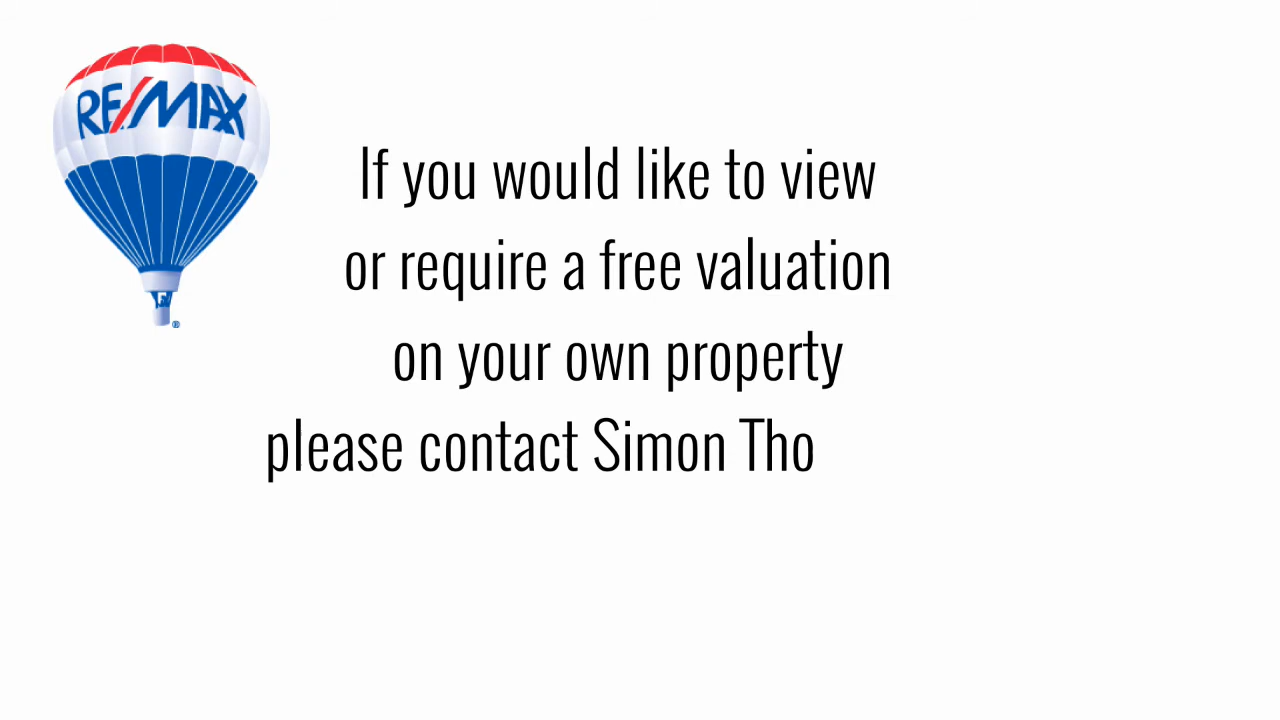 RE/MAX
If you would like to view
or require a free valuation
on your own property
please contact Simon Tho